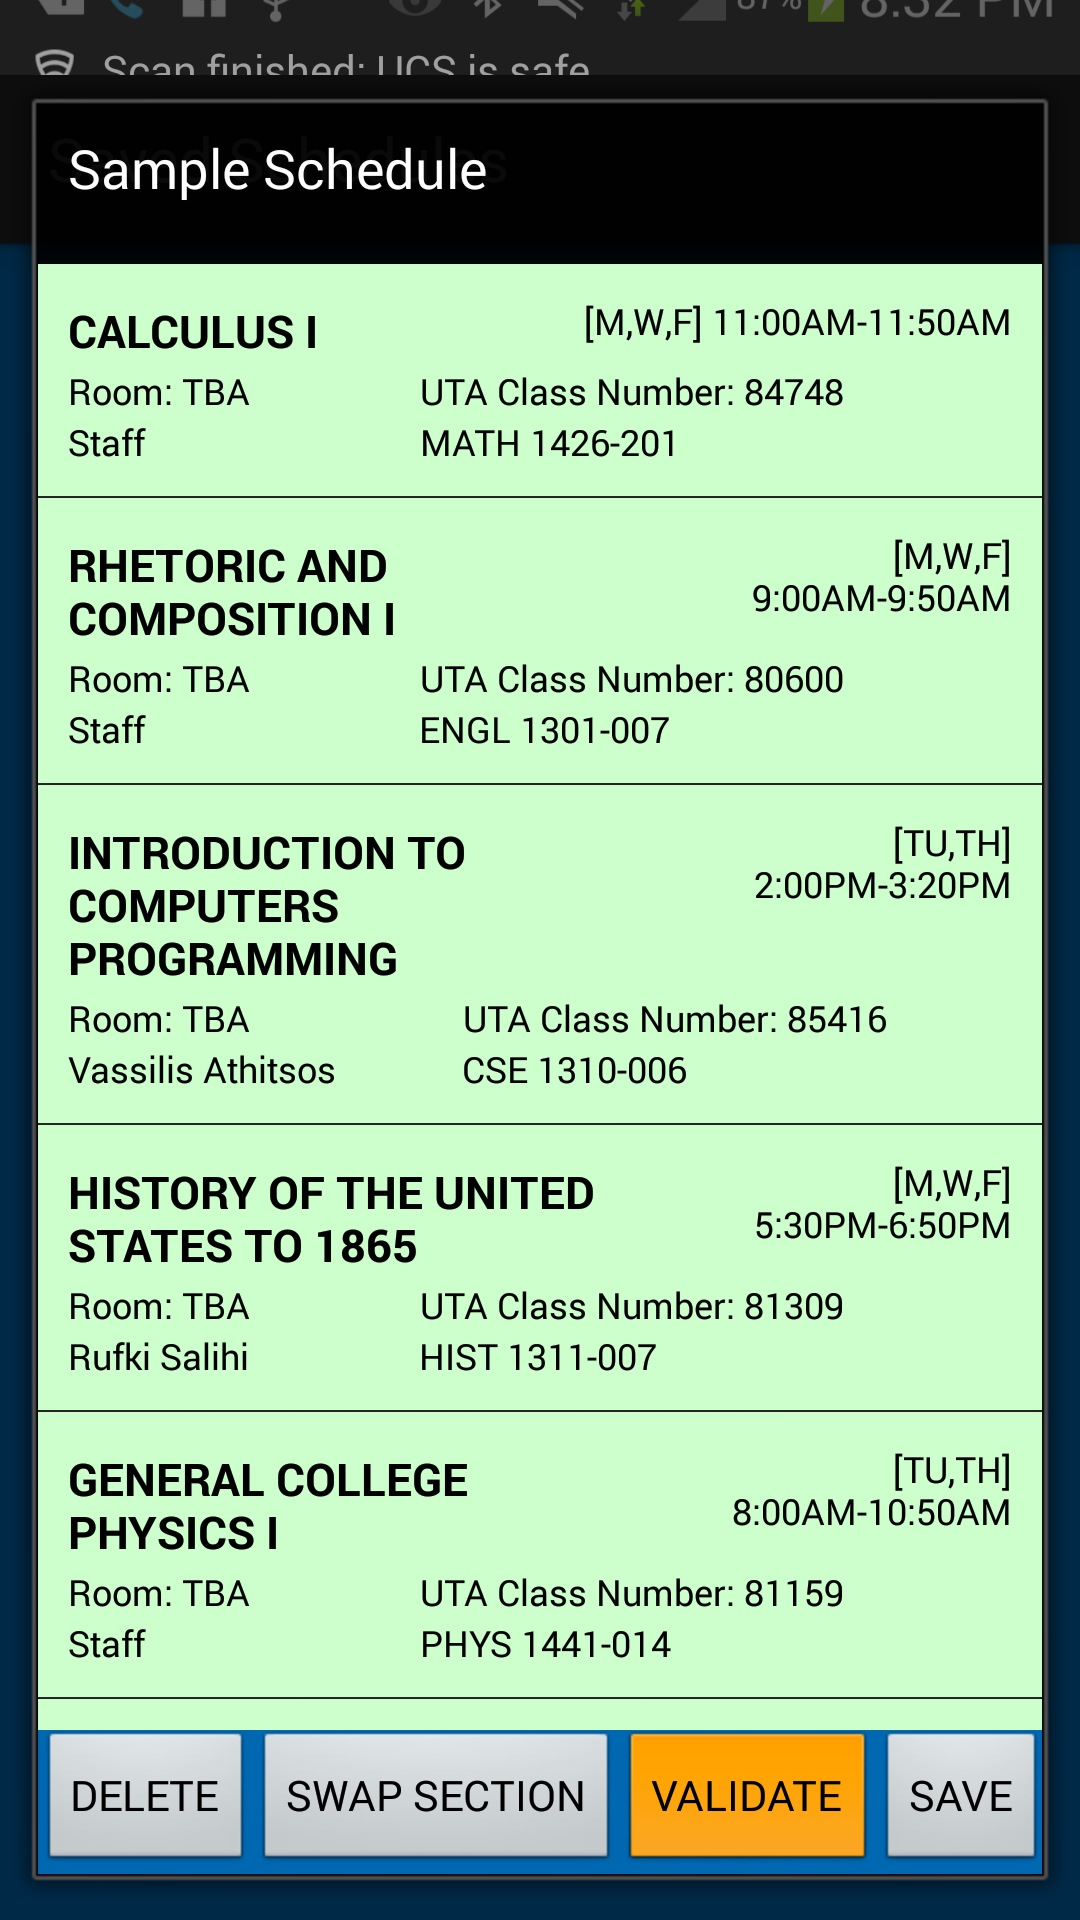 87% 8:32 PM
Scan finished: UCS is safe
Sample Schedule
CALCULUS I [M,W,F] 11:00AM-11:50AM
Room: TBA UTA Class Number: 84748
Staff MATH 1426-201
RHETORIC AND [M,W,F]
COMPOSITION I 9:00AM-9:50AM
Room: TBA UTA Class Number: 80600
Staff ENGL 1301-007
INTRODUCTION TO [TU,TH]
COMPUTERS 2:00PM-3:20PM
PROGRAMMING
Room: TBA UTA Class Number: 85416
Vassilis Athitsos CSE 1310-006
HISTORY OF THE UNITED [M,W,F]
STATES TO 1865 5:30PM-6:50PM
Room: TBA UTA Class Number: 81309
Rufki Salihi HIST 1311-007
GENERAL COLLEGE [TU,TH]
PHYSICS I 8:00AM-10:50AM
Room: TBA UTA Class Number: 81159
Staff PHYS 1441-014
DELETE SWAP SECTION VALIDATE SAVE